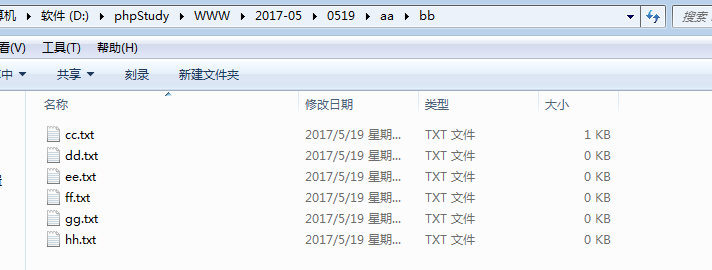 算机 ▸ 软件 (D:) ▸ phpStudy ▸ WWW ▸ 2017-05 ▸ 0519 ▸ aa ▸ bb 搜索
看(V) 工具(T) 帮助(H)
中 共享 刻录 新建文件夹
名称 修改日期 类型 大小
cc.txt 2017/5/19 星期... TXT 文件 1 KB
dd.txt 2017/5/19 星期... TXT 文件 0 KB
ee.txt 2017/5/19 星期... TXT 文件 0 KB
ff.txt 2017/5/19 星期... TXT 文件 0 KB
gg.txt 2017/5/19 星期... TXT 文件 0 KB
hh.txt 2017/5/19 星期... TXT 文件 0 KB